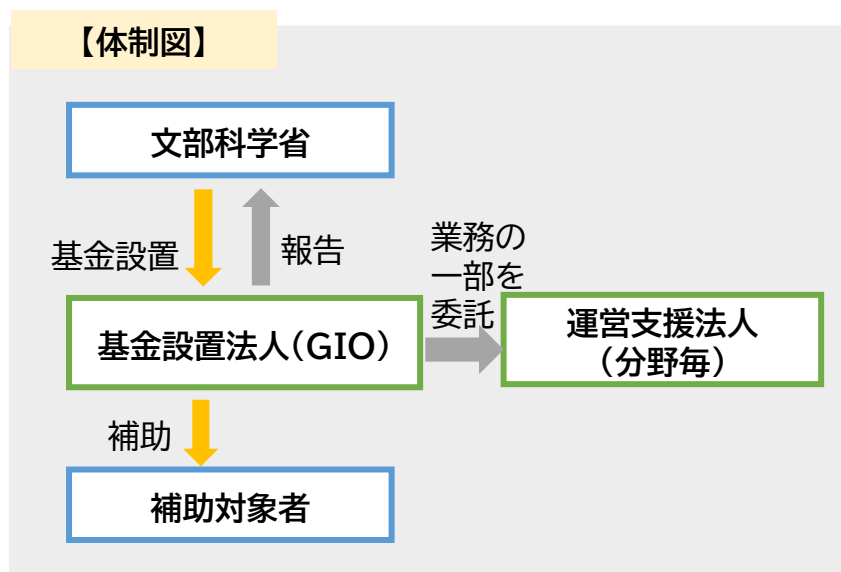 【体制図】
文部科学省
基金設置
報告
業務の
一部を
委託
基金設置法人(GIO)
運営支援法人
(分野毎)
補助
補助対象者